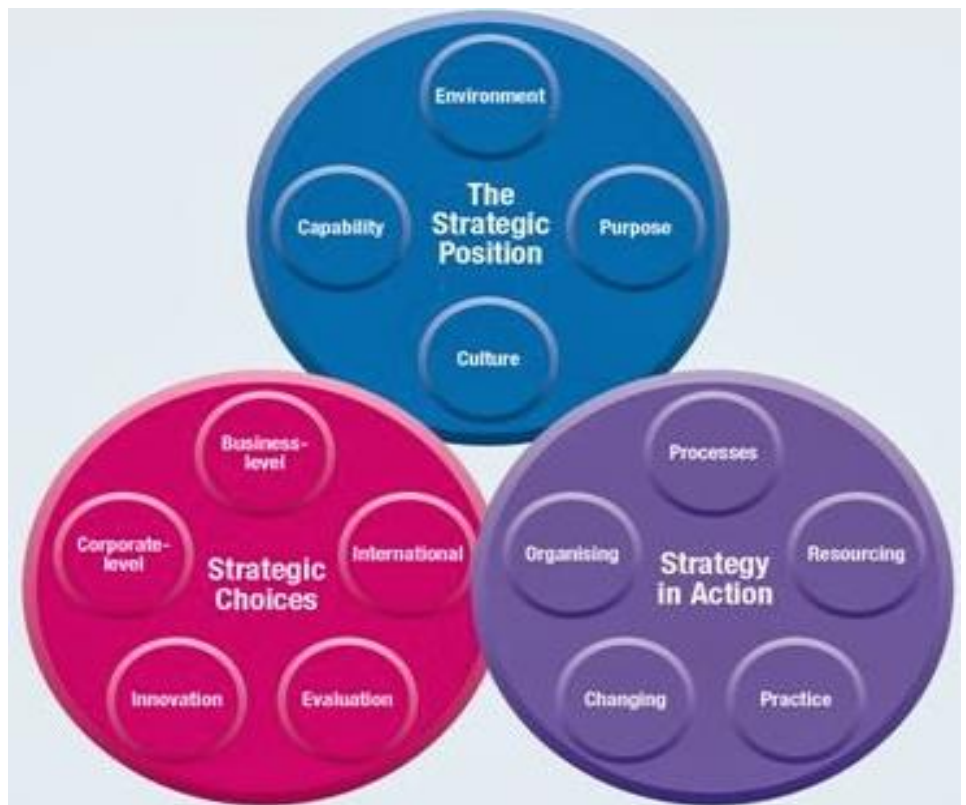 Environment
The
Strategic
Position
Capability
Purpose
Culture
Business-
level
Corporate-
level
International
Strategic
Choices
Innovation
Evaluation
Processes
Organising
Resourcing
Strategy
in Action
Changing
Practice